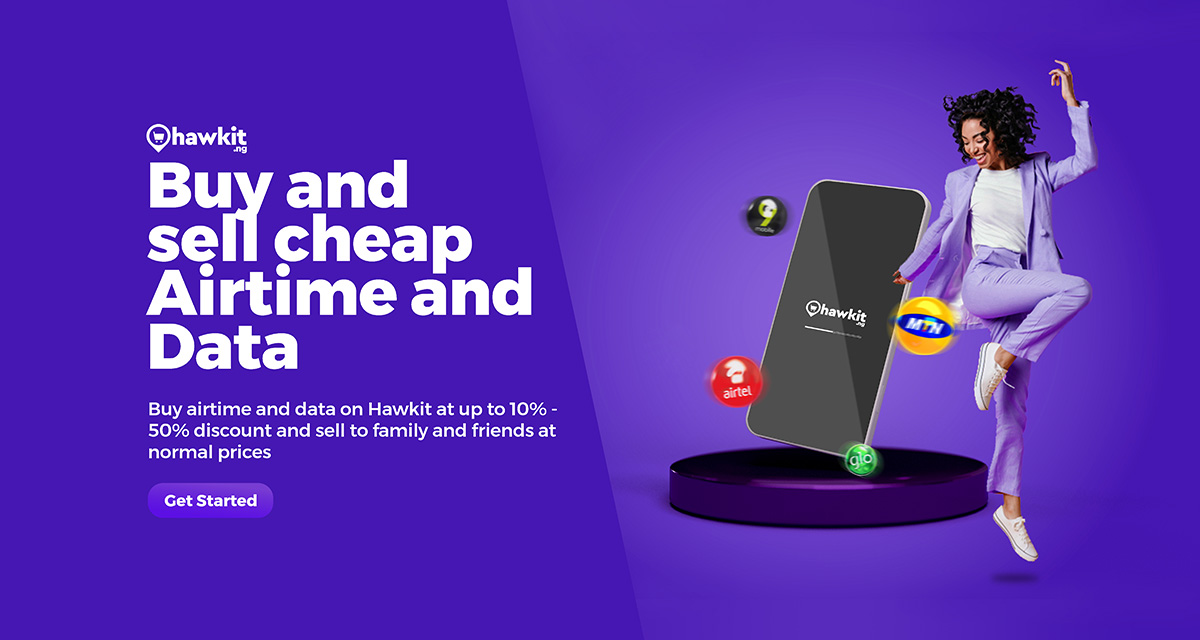 hawkit
.ng
Buy and
sell cheap
Airtime and
Data
Buy airtime and data on Hawkit at up to 10% -
50% discount and sell to family and friends at
normal prices
Get Started
9
mobile
hawkit
.ng
MTN
airtel
glo